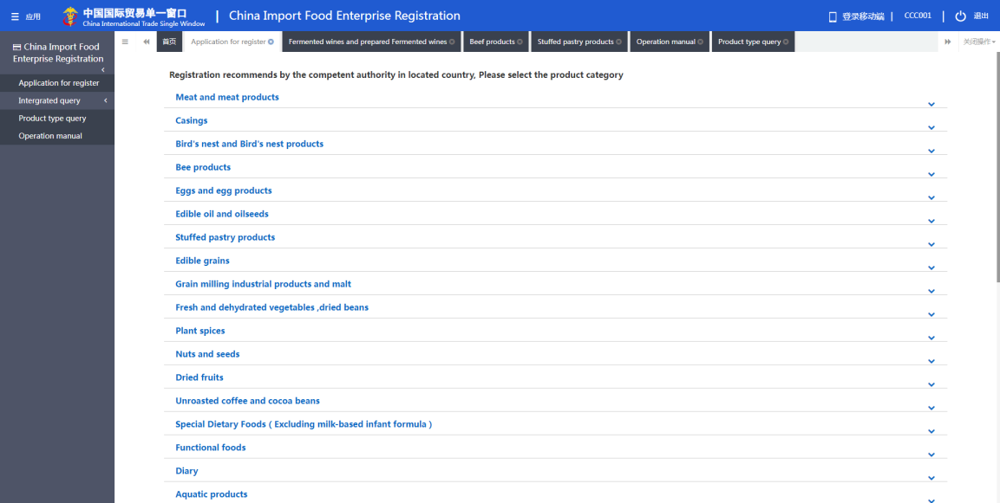 应用
中国国际贸易单一窗口
China International Trade Single Window
China Import Food Enterprise Registration
登录移动端
CCC001
退出
China Import Food
Enterprise Registration
Application for register
Intergrated query
Product type query
Operation manual
首页
Application for register
Fermented wines and prepared Fermented wines
Beef products
Stuffed pastry products
Operation manual
Product type query
关闭操作
Registration recommends by the competent authority in located country, Please select the product category
Meat and meat products
Casings
Bird's nest and Bird's nest products
Bee products
Eggs and egg products
Edible oil and oilseeds
Stuffed pastry products
Edible grains
Grain milling industrial products and malt
Fresh and dehydrated vegetables ,dried beans
Plant spices
Nuts and seeds
Dried fruits
Unroasted coffee and cocoa beans
Special Dietary Foods ( Excluding milk-based infant formula )
Functional foods
Diary
Aquatic products